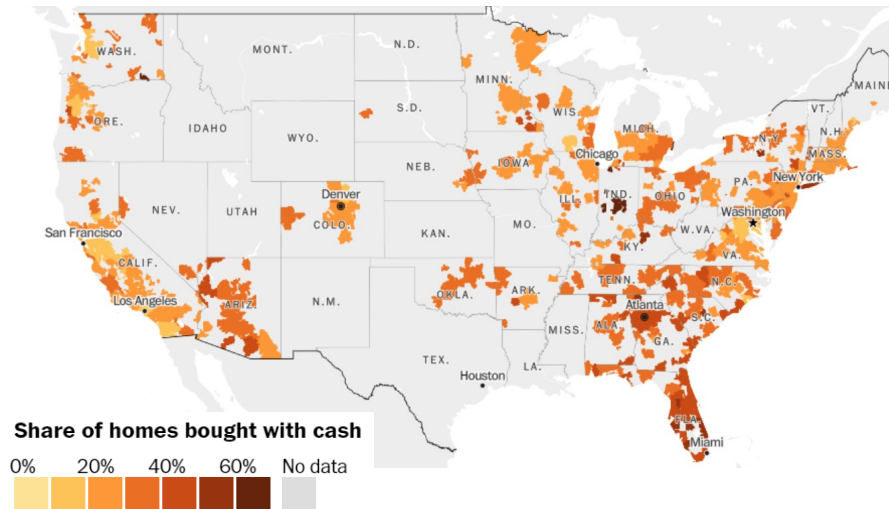 WASH.
MONT.
N.D.
MINN.
MAINE
VT.
ORE.
IDAHO
S.D.
WIS.
MICH.
N.Y.
N.H.
MASS.
WYO.
NEB.
IOWA
Chicago
PA.
New York
NEV.
UTAH
Denver
COLO.
ILL.
IND.
OHIO
Washington
San Francisco
KAN.
MO.
KY.
W.VA.
VA.
CALIF.
Los Angeles
ARIZ.
N.M.
OKLA.
ARK.
TENN.
N.C.
Atlanta
S.C.
MISS.
ALA.
GA.
TEX.
LA.
Houston
FLA.
Miami
Share of homes bought with cash
0% 20% 40% 60% No data